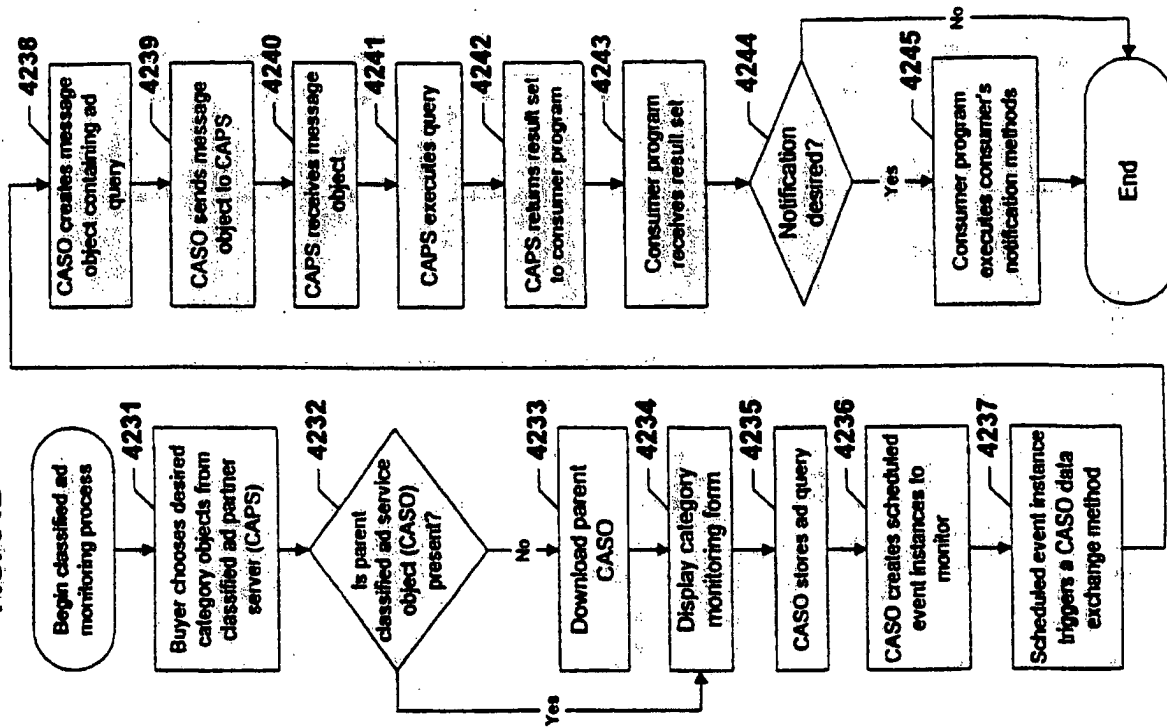 Begin classified ad
monitoring process
4231
Buyer chooses desired
category objects from
classified ad partner
server (CAPS)
4232
Is parent
classified ad service
object (CASO)
present?
No
Yes
4233
Download parent
CASO
4234
Display category
monitoring form
4235
CASO stores ad query
4236
CASO creates scheduled
event instances to
monitor
4237
Scheduled event instance
triggers a CASO data
exchange method
4238
CASO creates message
object containing ad
query
4239
CASO sends message
object to CAPS
4240
CAPS receives message
object
4241
CAPS executes query
4242
CAPS returns result set
to consumer program
4243
Consumer program
receives result set
4244
Notification
desired?
No
Yes
4245
Consumer program
executes consumer's
notification methods
End